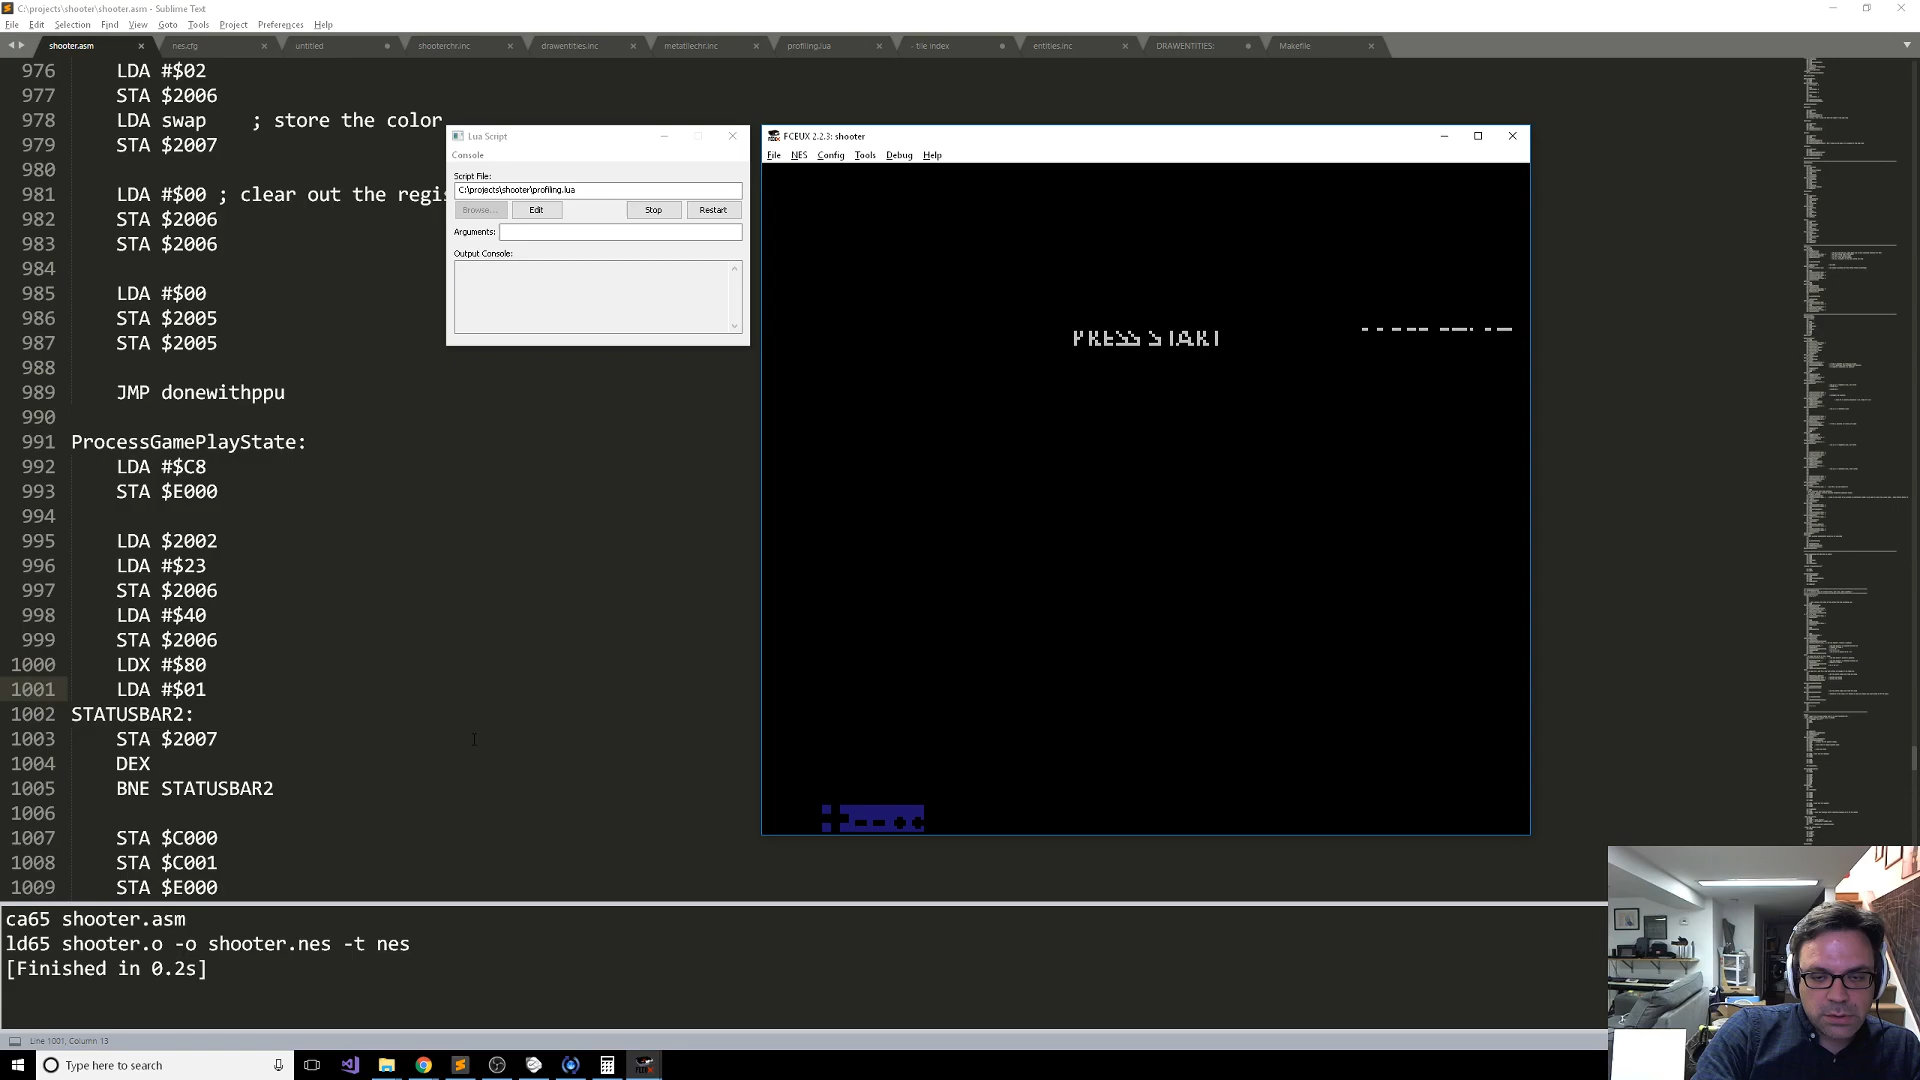 C:\projects\shooter\shooter.asm - Sublime Text
File Edit Selection Find View Goto Tools Project Preferences Help
shooter.asm nes.cfg untitled shooterchr.inc drawentities.inc metatilechr.inc profiling.lua - tile index entities.inc DRAWENTITIES: Makefile
976 LDA #$02
977 STA $2006
978 LDA swap ; store the color
979 STA $2007
980
981 LDA #$00 ; clear out the regis
982 STA $2006
983 STA $2006
984
985 LDA #$00
986 STA $2005
987 STA $2005
988
989 JMP donewithppu
990
991 ProcessGamePlayState:
992 LDA #$C8
993 STA $E000
994
995 LDA $2002
996 LDA #$23
997 STA $2006
998 LDA #$40
999 STA $2006
1000 LDX #$80
1001 LDA #$01
1002 STATUSBAR2:
1003 STA $2007
1004 DEX
1005 BNE STATUSBAR2
1006
1007 STA $C000
1008 STA $C001
1009 STA $E000
Lua Script
Console
Script File:
C:\projects\shooter\profiling.lua
Browse... Edit Stop Restart
Arguments:
Output Console:
FCEUX 2.2.3: shooter
File NES Config Tools Debug Help
PRESS START
ca65 shooter.asm
ld65 shooter.o -o shooter.nes -t nes
[Finished in 0.2s]
Line 1001, Column 13
Type here to search